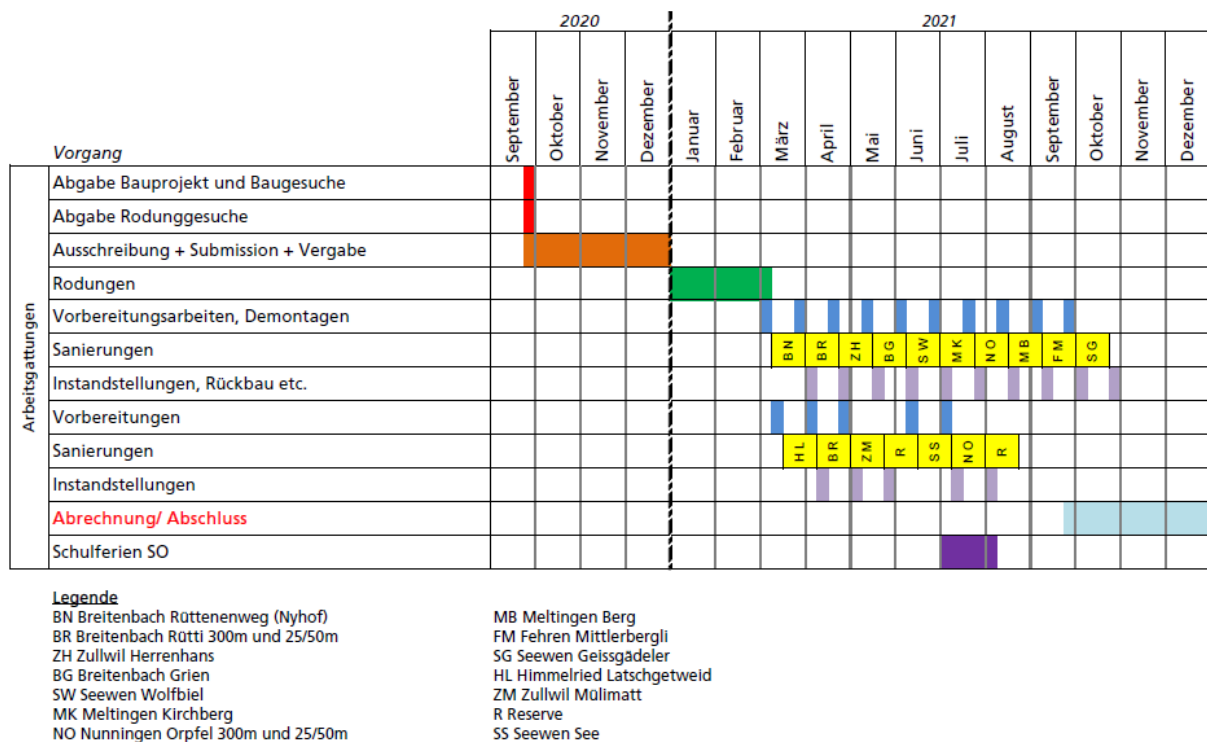 2020
2021
Vorgang
September
Oktober
November
Dezember
Januar
Februar
März
April
Mai
Juni
Juli
August
September
Oktober
November
Dezember
Arbeitsgattungen
Abgabe Bauprojekt und Baugesuche
Abgabe Rodunggesuche
Ausschreibung + Submission + Vergabe
Rodungen
Vorbereitungsarbeiten, Demontagen
Sanierungen
BN
BR
ZH
BG
SW
MK
NO
MB
FM
SG
Instandstellungen, Rückbau etc.
Vorbereitungen
Sanierungen
HL
BR
ZM
R
SS
NO
R
Instandstellungen
Abrechnung/ Abschluss
Schulferien SO
Legende
BN Breitenbach Rüttenenweg (Nyhof)
BR Breitenbach Rütti 300m und 25/50m
ZH Zullwil Herrenhans
BG Breitenbach Grien
SW Seewen Wolfbiel
MK Meltingen Kirchberg
NO Nunningen Orpfel 300m und 25/50m
MB Meltingen Berg
FM Fehren Mittlerbergli
SG Seewen Geissgädeler
HL Himmelried Latschgetweid
ZM Zullwil Mülimatt
R Reserve
SS Seewen See